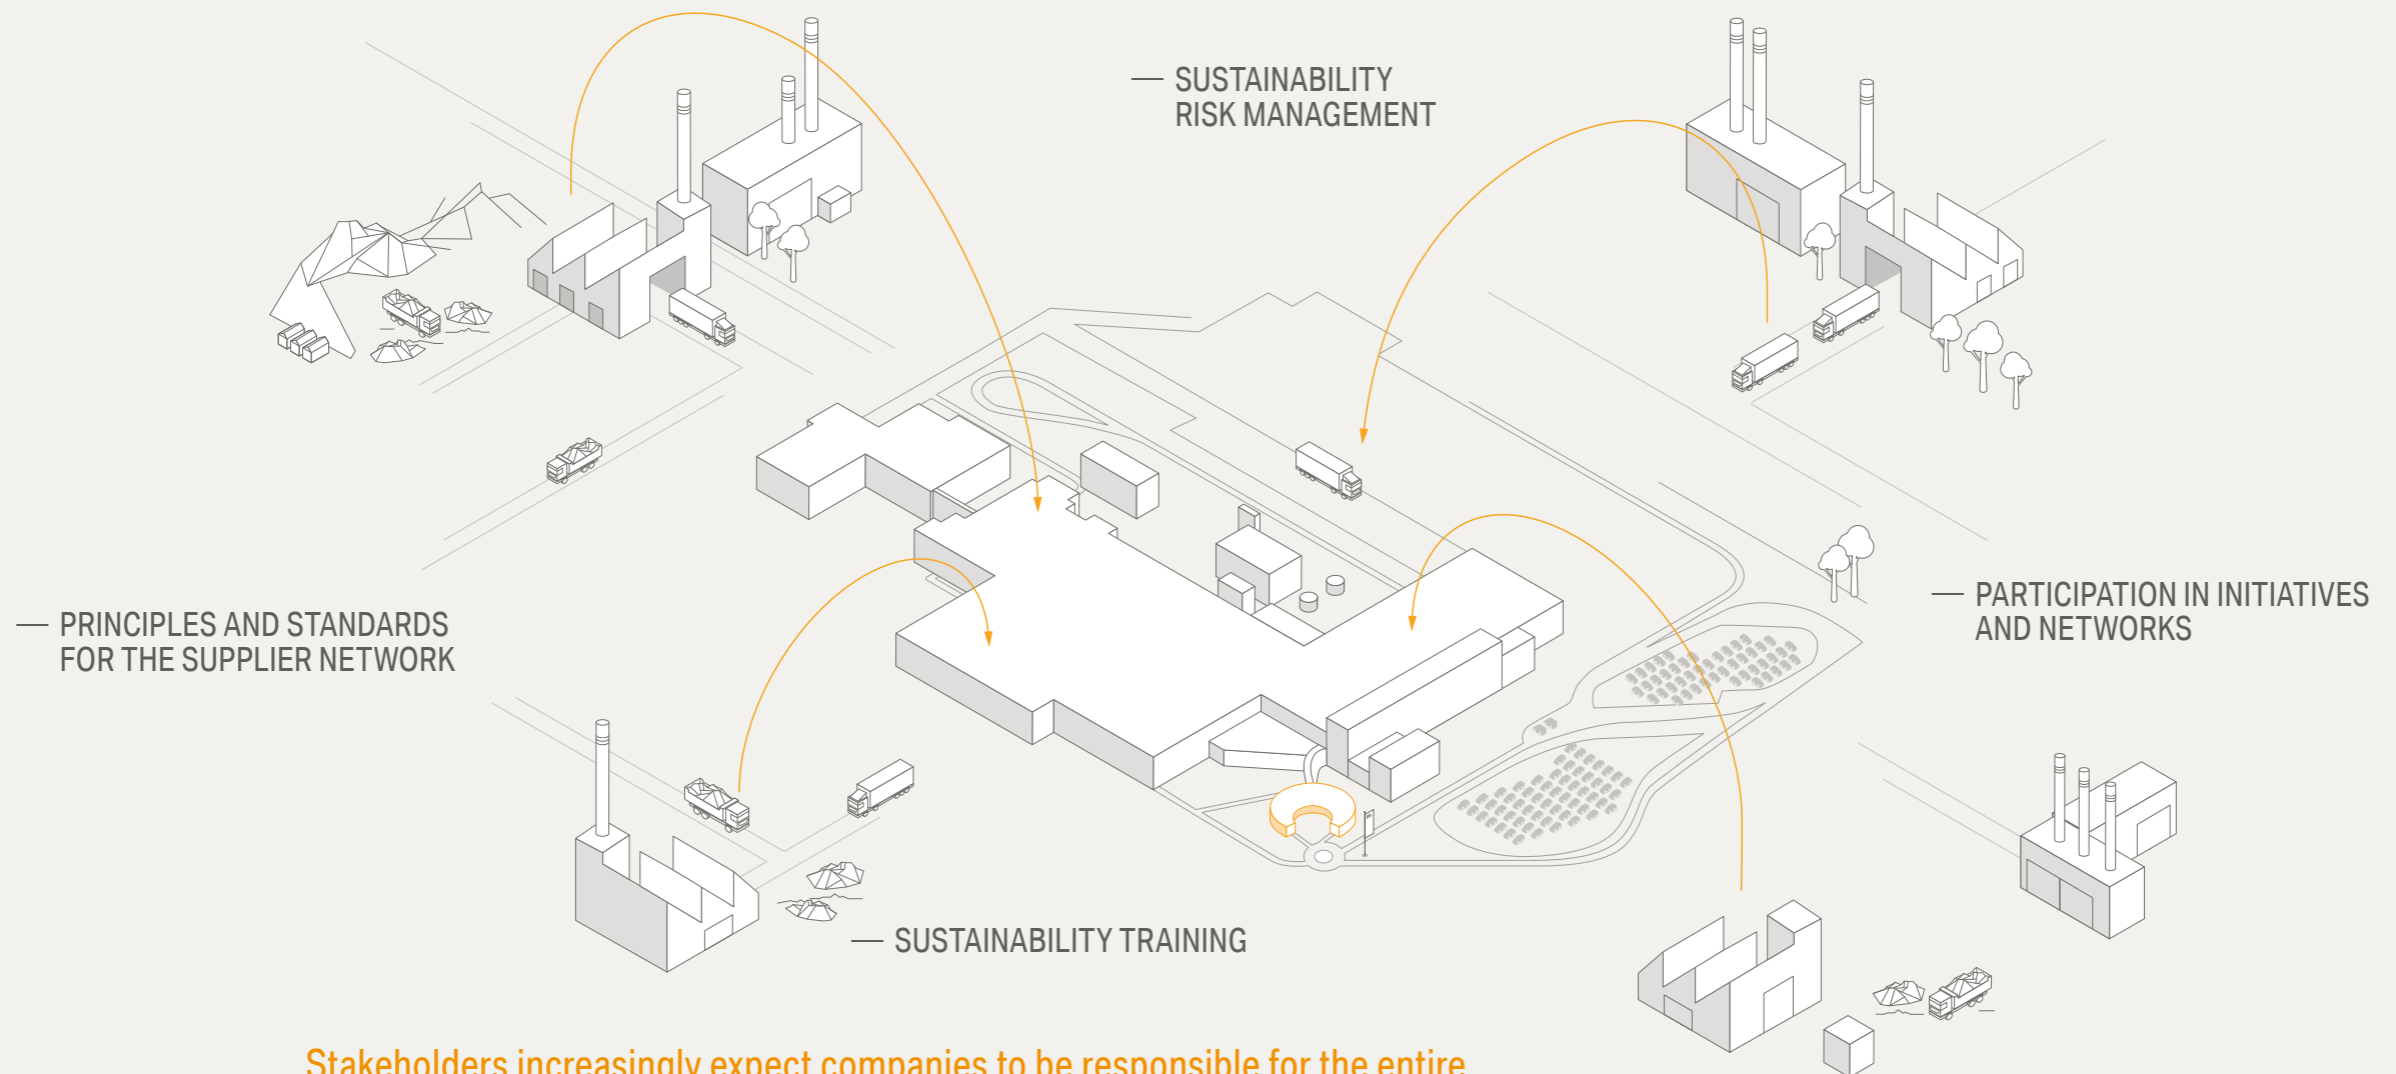 — SUSTAINABILITY
RISK MANAGEMENT
— PRINCIPLES AND STANDARDS
FOR THE SUPPLIER NETWORK
— PARTICIPATION IN INITIATIVES
AND NETWORKS
— SUSTAINABILITY TRAINING
Stakeholders increasingly expect companies to be responsible for the entire